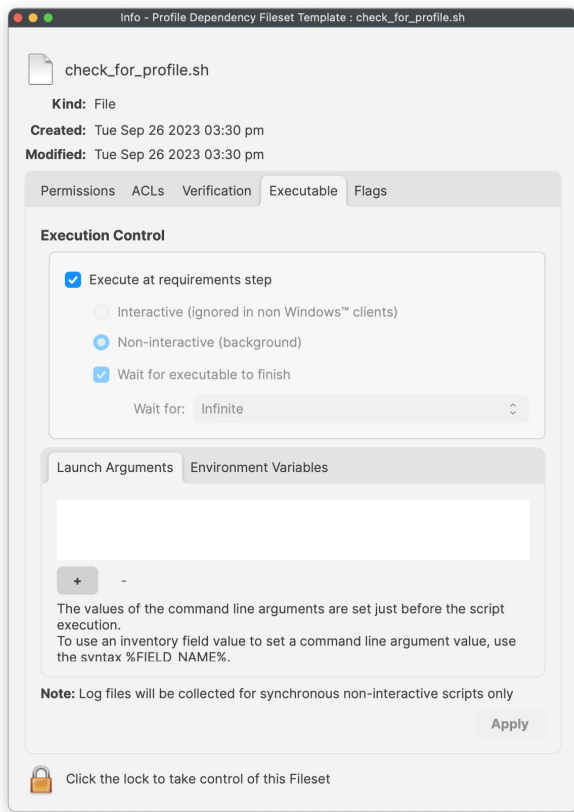 Info - Profile Dependency Fileset Template : check_for_profile.sh
check_for_profile.sh
Kind: File
Created: Tue Sep 26 2023 03:30 pm
Modified: Tue Sep 26 2023 03:30 pm
Permissions ACLs Verification Executable Flags
Execution Control
Execute at requirements step
Interactive (ignored in non Windows™ clients)
Non-interactive (background)
Wait for executable to finish
Wait for: Infinite
Launch Arguments Environment Variables
+ -
The values of the command line arguments are set just before the script
execution.
To use an inventory field value to set a command line argument value, use
the syntax %FIELD_NAME%.
Note: Log files will be collected for synchronous non-interactive scripts only
Apply
Click the lock to take control of this Fileset